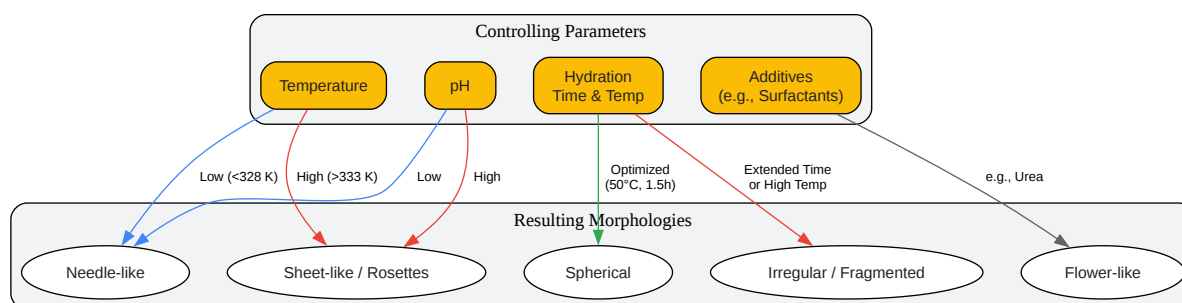 Controlling Parameters
Temperature
pH
Hydration
Time & Temp
Additives
(e.g., Surfactants)
Low (<328 K)
High (>333 K)
Low
High
Optimized
(50°C, 1.5h)
Extended Time
or High Temp
e.g., Urea
Resulting Morphologies
Needle-like
Sheet-like / Rosettes
Spherical
Irregular / Fragmented
Flower-like